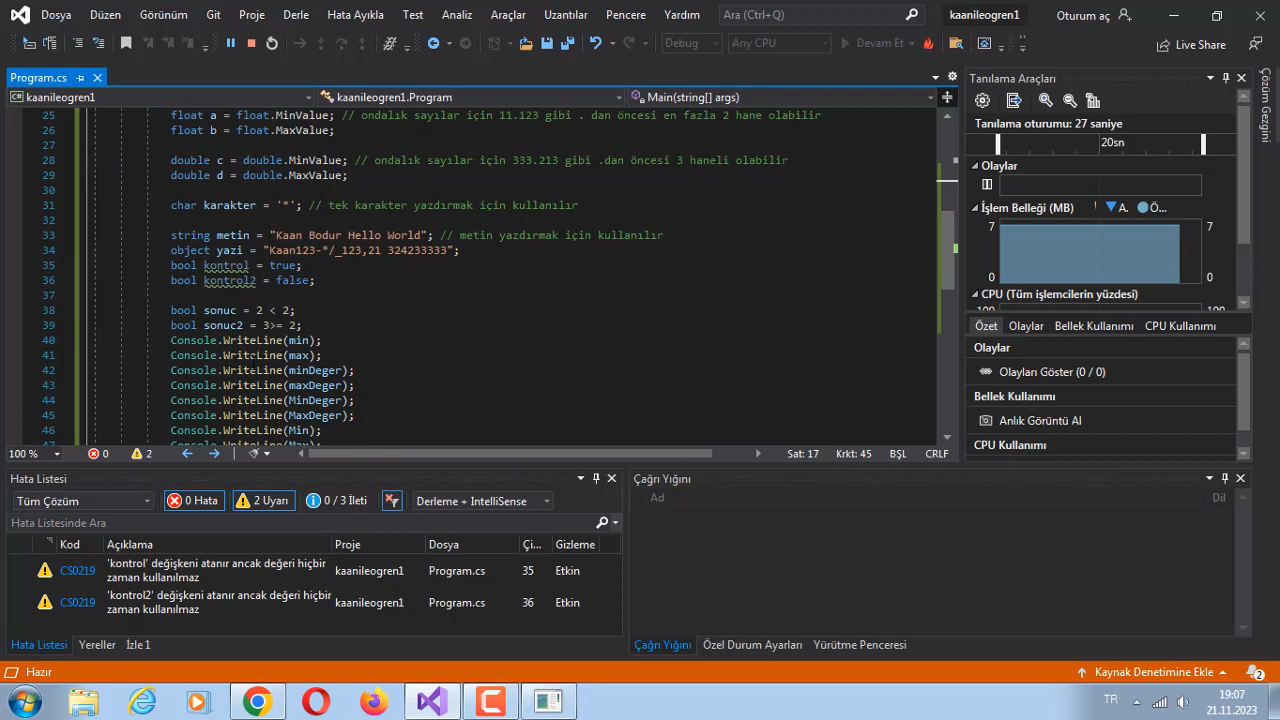 Dosya Düzen Görünüm Git Proje Derle Hata Ayıkla Test Analiz Araçlar Uzantılar Pencere Yardım Ara (Ctrl+Q) kaanileogren1 Oturum aç
Debug Any CPU Devam Et Live Share
Program.cs
kaanileogren1 kaanileogren1.Program Main(string[] args)
25 float a = float.MinValue; // ondalık sayılar için 11.123 gibi . dan öncesi en fazla 2 hane olabilir
26 float b = float.MaxValue;
27
28 double c = double.MinValue; // ondalık sayılar için 333.213 gibi .dan öncesi 3 haneli olabilir
29 double d = double.MaxValue;
30
31 char karakter = '*'; // tek karakter yazdırmak için kullanılır
32
33 string metin = "Kaan Bodur Hello World"; // metin yazdırmak için kullanılır
34 object yazi = "Kaan123-*/_123,21 324233333";
35 bool kontrol = true;
36 bool kontrol2 = false;
37
38 bool sonuc = 2 < 2;
39 bool sonuc2 = 3>= 2;
40 Console.WriteLine(min);
41 Console.WriteLine(max);
42 Console.WriteLine(minDeger);
43 Console.WriteLine(maxDeger);
44 Console.WriteLine(MinDeger);
45 Console.WriteLine(MaxDeger);
46 Console.WriteLine(Min);
47 Console.WriteLine(Max);
100 % 0 2 Satır: 17 Krkt: 45 BŞL CRLF
Tanılama Araçları
Tanılama oturumu: 27 saniye
20sn
Olaylar
İşlem Belleği (MB) A. Ö...
7 7
0 0
CPU (Tüm işlemcilerin yüzdesi)
100 100
Özet Olaylar Bellek Kullanımı CPU Kullanımı
Olaylar
Olayları Göster (0 / 0)
Bellek Kullanımı
Anlık Görüntü Al
CPU Kullanımı
Çözüm Gezgini
Hata Listesi
Tüm Çözüm 0 Hata 2 Uyarı 0 / 3 İleti Derleme + IntelliSense
Hata Listesinde Ara
Kod Açıklama Proje Dosya Çi... Gizleme
CS0219 'kontrol' değişkeni atanır ancak değeri hiçbir zaman kullanılmaz kaanileogren1 Program.cs 35 Etkin
CS0219 'kontrol2' değişkeni atanır ancak değeri hiçbir zaman kullanılmaz kaanileogren1 Program.cs 36 Etkin
Hata Listesi Yereller İzle 1
Çağrı Yığını
Ad Dil
Çağrı Yığını Özel Durum Ayarları Yürütme Penceresi
Hazır Kaynak Denetimine Ekle 2
TR 19:07
21.11.2023